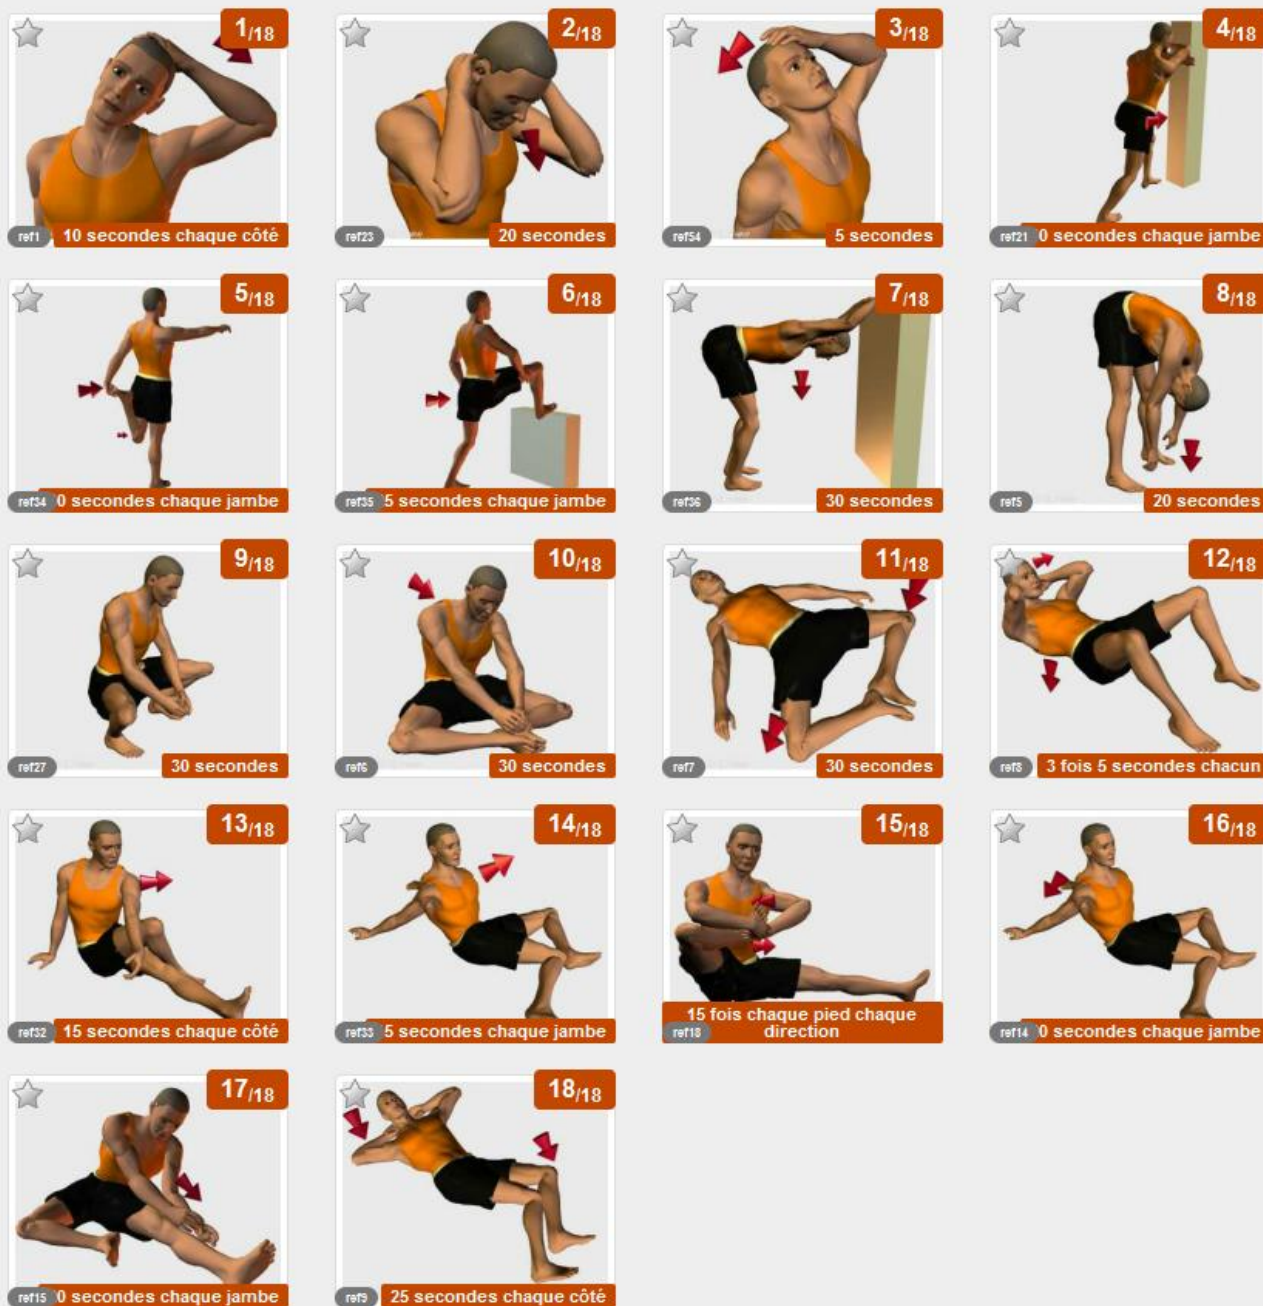 1/18
ref1 10 secondes chaque côté
2/18
ref23 20 secondes
3/18
ref54 5 secondes
4/18
ref21 0 secondes chaque jambe
5/18
ref34 0 secondes chaque jambe
6/18
ref35 5 secondes chaque jambe
7/18
ref36 30 secondes
8/18
ref5 20 secondes
9/18
ref27 30 secondes
10/18
ref6 30 secondes
11/18
ref7 30 secondes
12/18
ref8 3 fois 5 secondes chacun
13/18
ref32 15 secondes chaque côté
14/18
ref33 5 secondes chaque jambe
15/18
15 fois chaque pied chaque
ref18 direction
16/18
ref14 0 secondes chaque jambe
17/18
ref15 0 secondes chaque jambe
18/18
ref9 25 secondes chaque côté